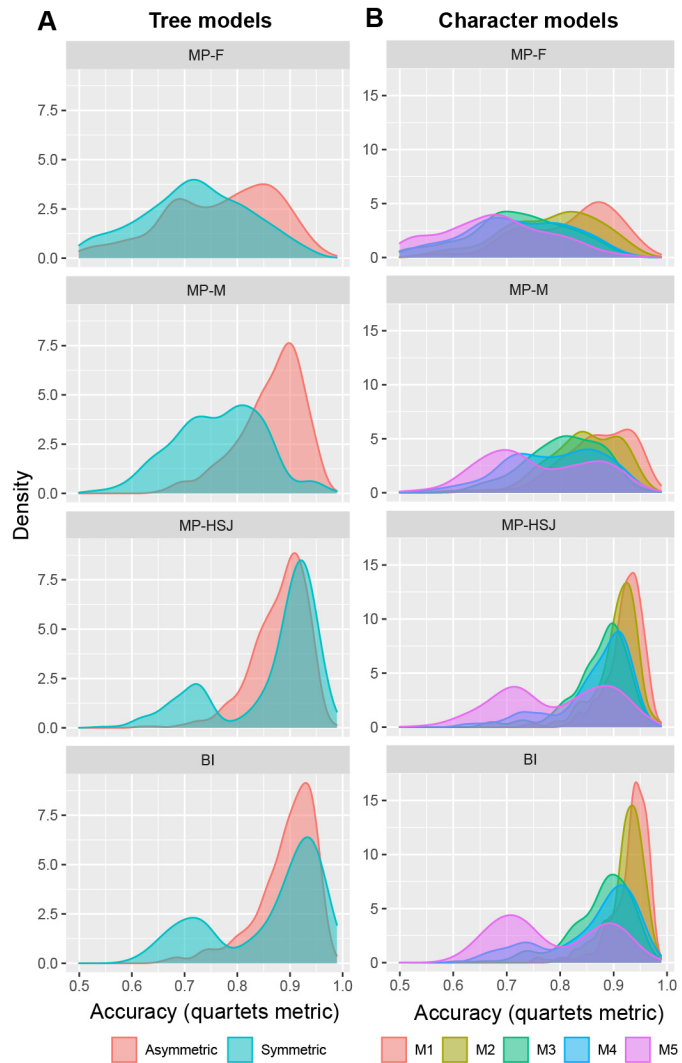 A Tree models
MP-F
7.5
5.0
2.5
0.0
MP-M
7.5
5.0
2.5
0.0
MP-HSJ
7.5
5.0
2.5
0.0
BI
7.5
5.0
2.5
0.0
Density
0.5 0.6 0.7 0.8 0.9 1.0
Accuracy (quartets metric)
Asymmetric Symmetric
B Character models
MP-F
15
10
5
0
MP-M
15
10
5
0
MP-HSJ
15
10
5
0
BI
15
10
5
0
0.5 0.6 0.7 0.8 0.9 1.0
Accuracy (quartets metric)
M1 M2 M3 M4 M5